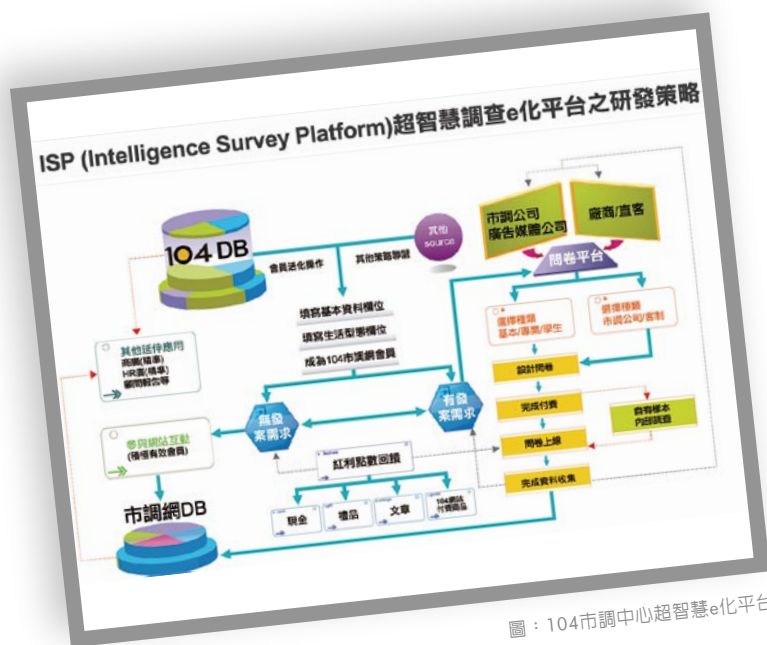 ISP (Intelligence Survey Platform)超智慧調查e化平台之研發策略
104 DB
會員活化操作
其他策略聯盟
其他
source
市調公司
廣告媒體公司
廠商/直客
問卷平台
填寫基本資料欄位
填寫生活型態欄位
成為104市調網會員
選擇種類
基本/專業/學生
選擇種類
市調公司/客制
其他延伸應用
商圈(精準)
HR圈(精準)
顧問報告等
設計問卷
無發
案需求
有發
案需求
完成付費
自有樣本
內部調查
參與網站互動
(積極有效會員)
紅利點數回饋
問卷上線
完成資料收集
市調網DB
現金
禮品
文章
104網站
付費商品
圖：104市調中心超智慧e化平台